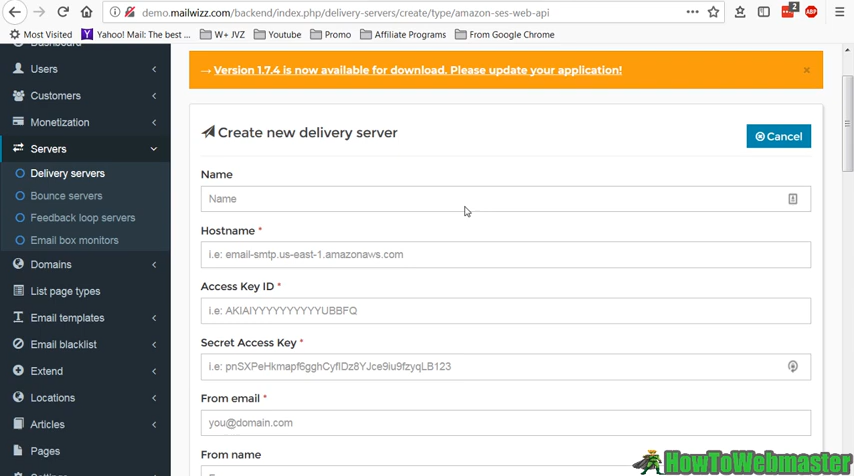 demo.mailwizz.com/backend/index.php/delivery-servers/create/type/amazon-ses-web-api
2
ABP
Most Visited
Yahoo! Mail: The best ...
W+ JVZ
Youtube
Promo
Affiliate Programs
From Google Chrome
Dashboard
Users
Customers
Monetization
Servers
Delivery servers
Bounce servers
Feedback loop servers
Email box monitors
Domains
List page types
Email templates
Email blacklist
Extend
Locations
Articles
Pages
→ Version 1.7.4 is now available for download. Please update your application! ×
Create new delivery server
Cancel
Name
Name
Hostname *
i.e: email-smtp.us-east-1.amazonaws.com
Access Key ID *
i.e: AKIAIYYYYYYYYYYUBBFQ
Secret Access Key *
i.e: pnSXPeHkmapf6gghCyfIDz8YJce9iu9fzyqLB123
From email *
you@domain.com
From name
HowToWebmaster